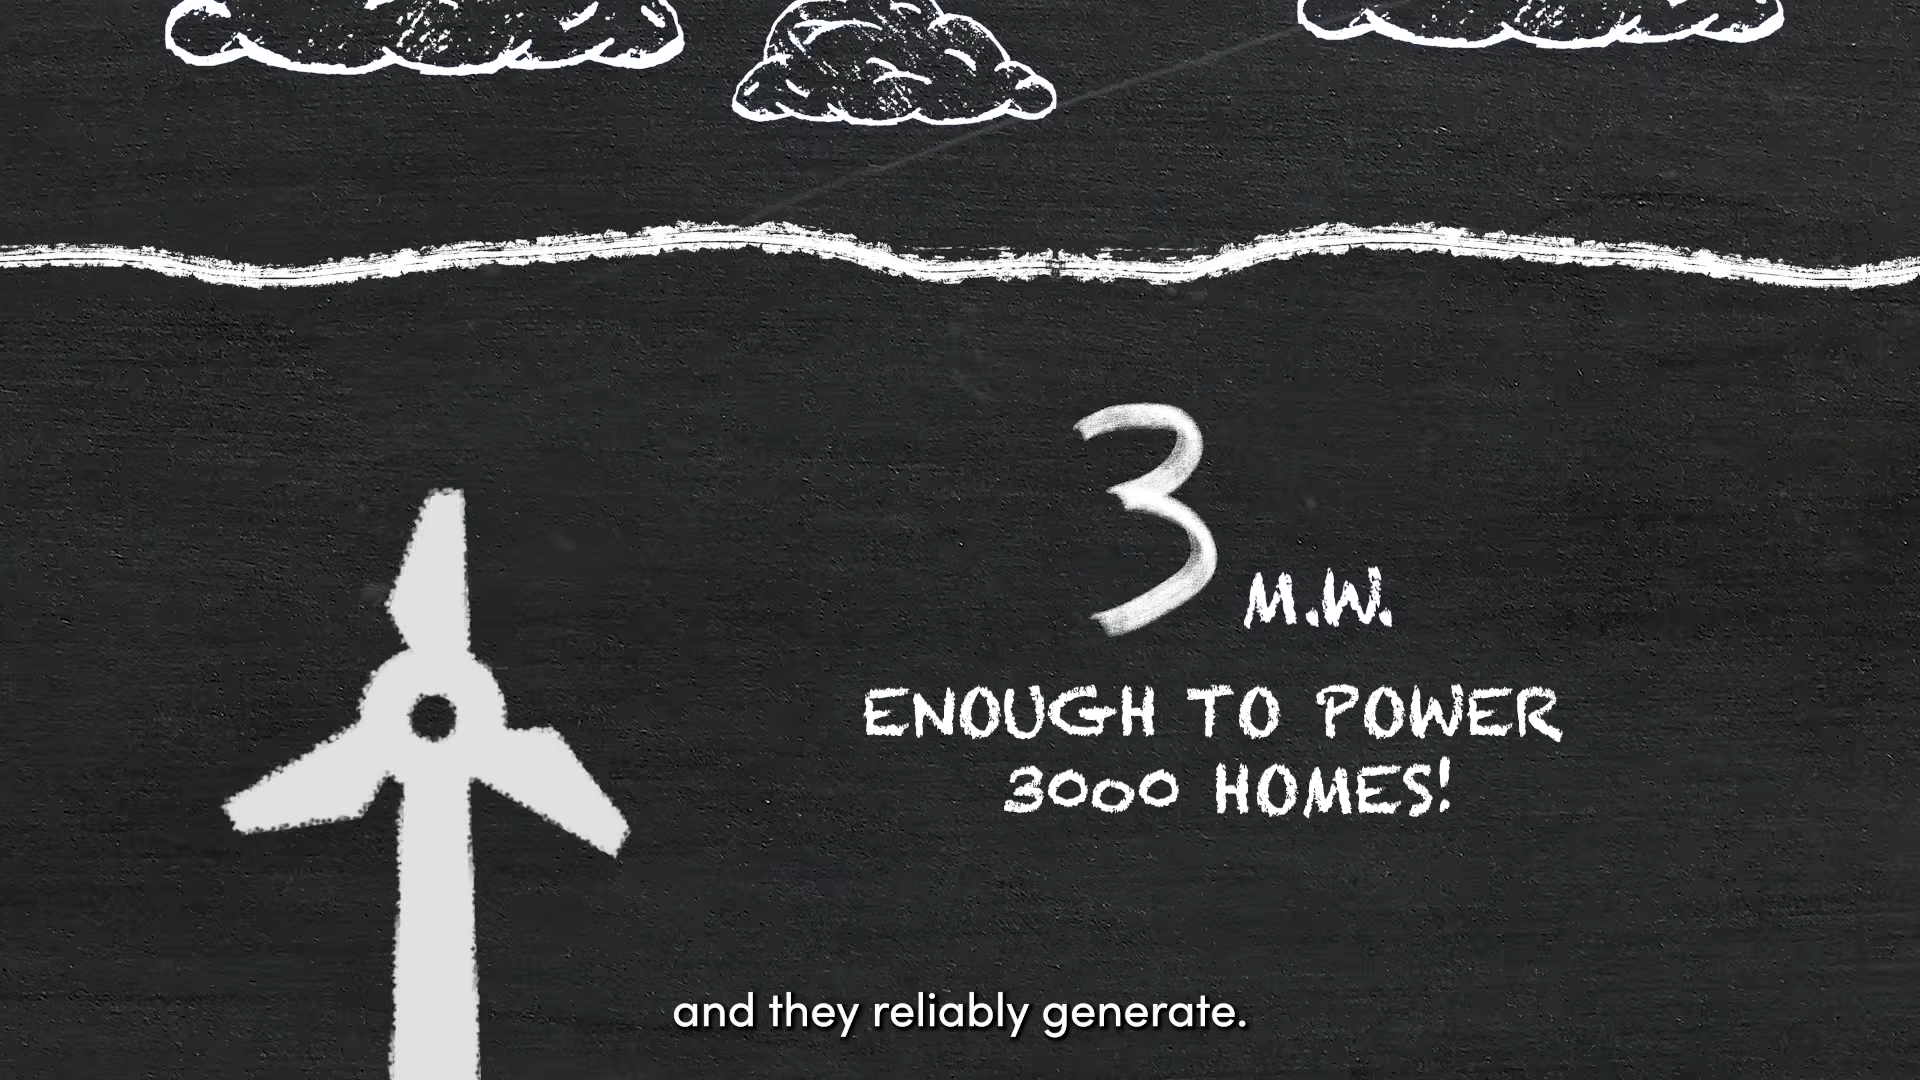 3 M.W.
ENOUGH TO POWER
3000 HOMES!
and they reliably generate.